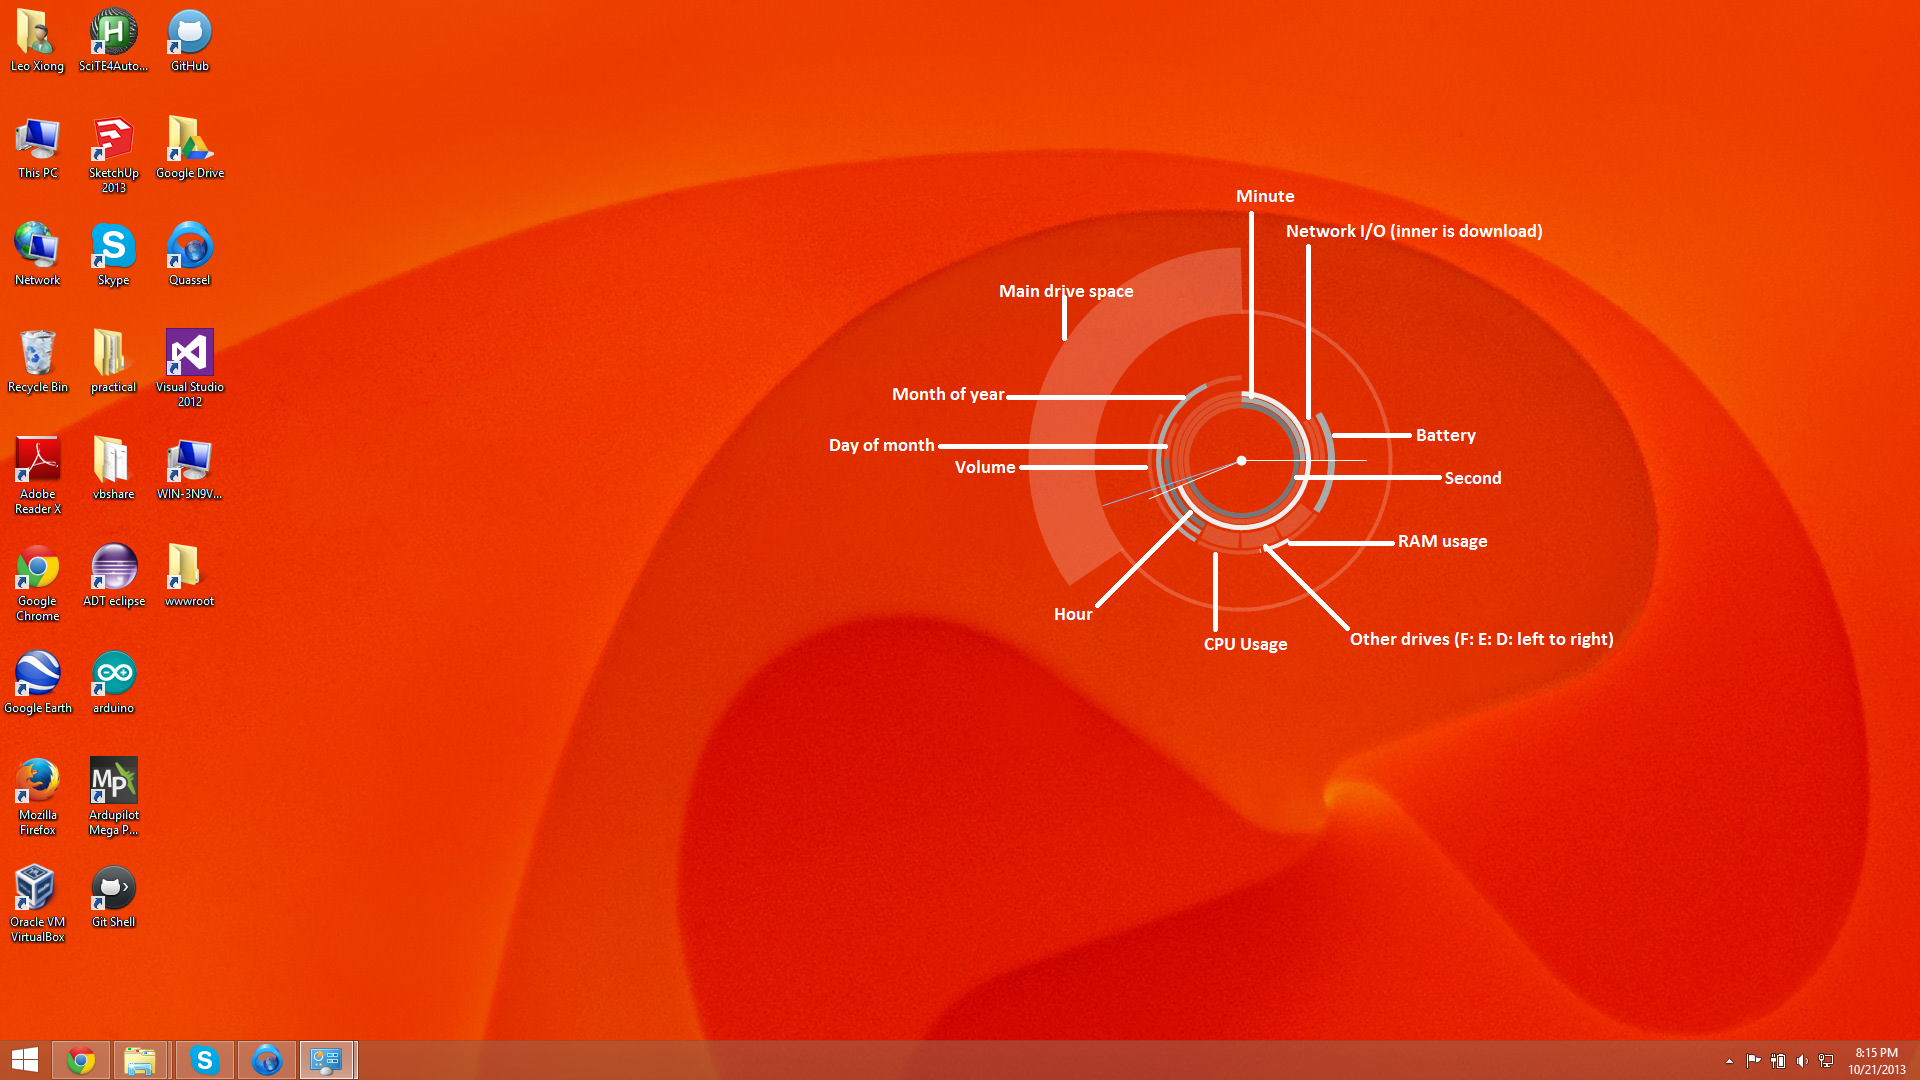 Leo Xiong
SciTE4Auto...
GitHub
This PC
SketchUp
2013
Google Drive
Network
Skype
Quassel
Recycle Bin
practical
Visual Studio
2012
Adobe
Reader X
vbshare
WIN-3N9V...
Google
Chrome
ADT eclipse
wwwroot
Google Earth
arduino
Mozilla
Firefox
Mp
Ardupilot
Mega P...
Oracle VM
VirtualBox
Git Shell
Minute
Network I/O (inner is download)
Main drive space
Month of year
Day of month
Volume
Battery
Second
RAM usage
Hour
CPU Usage
Other drives (F: E: D: left to right)
8:15 PM
10/21/2013